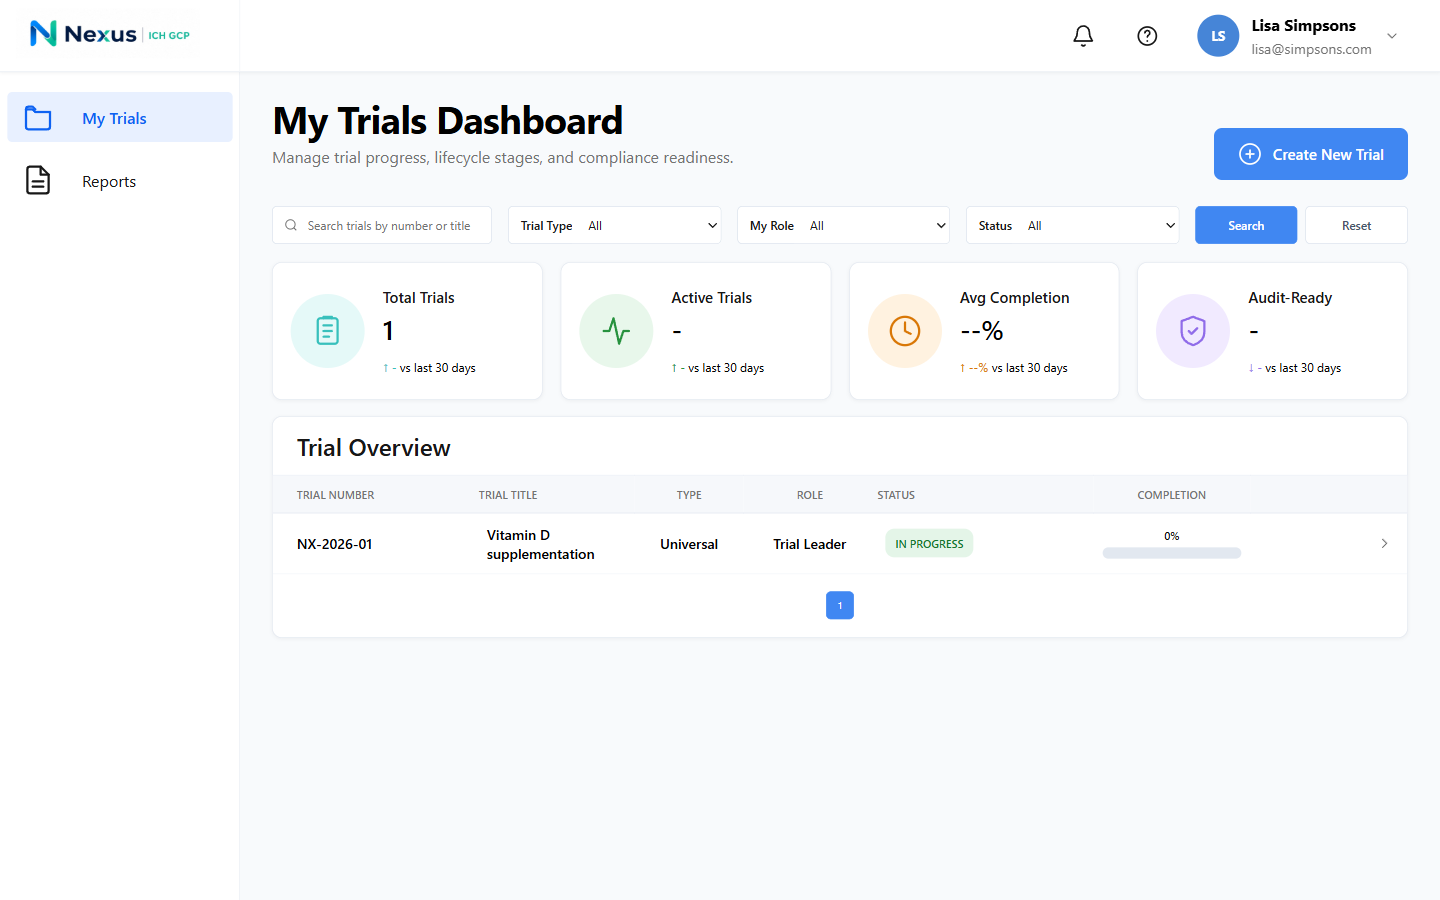 Nexus | ICH GCP
Lisa Simpsons
LS
lisa@simpsons.com
My Trials
Reports
My Trials Dashboard
Manage trial progress, lifecycle stages, and compliance readiness.
Create New Trial
Search trials by number or title
Trial Type All
My Role All
Status All
Search
Reset
Total Trials
1
↑ - vs last 30 days
Active Trials
-
↑ - vs last 30 days
Avg Completion
--%
↑ --% vs last 30 days
Audit-Ready
-
↓ - vs last 30 days
Trial Overview
TRIAL NUMBER TRIAL TITLE TYPE ROLE STATUS COMPLETION
NX-2026-01
Vitamin D
supplementation
Universal
Trial Leader
IN PROGRESS
0%
1